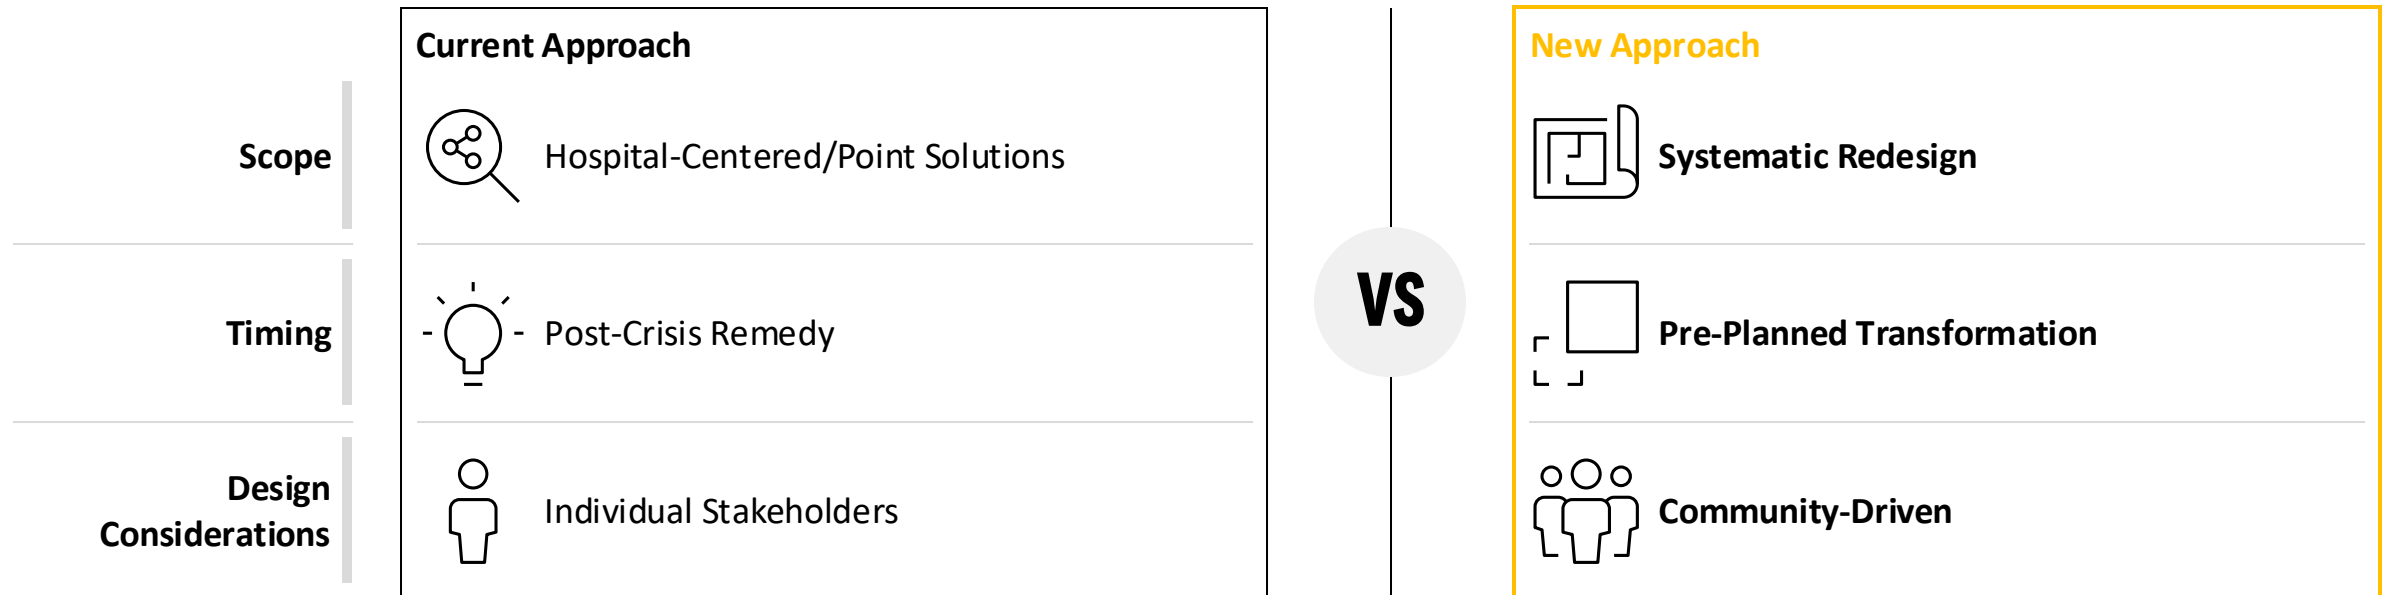 Current Approach
New Approach
Scope
Hospital-Centered/Point Solutions
Systematic Redesign
VS
Timing
Post-Crisis Remedy
Pre-Planned Transformation
Design
Considerations
Individual Stakeholders
Community-Driven